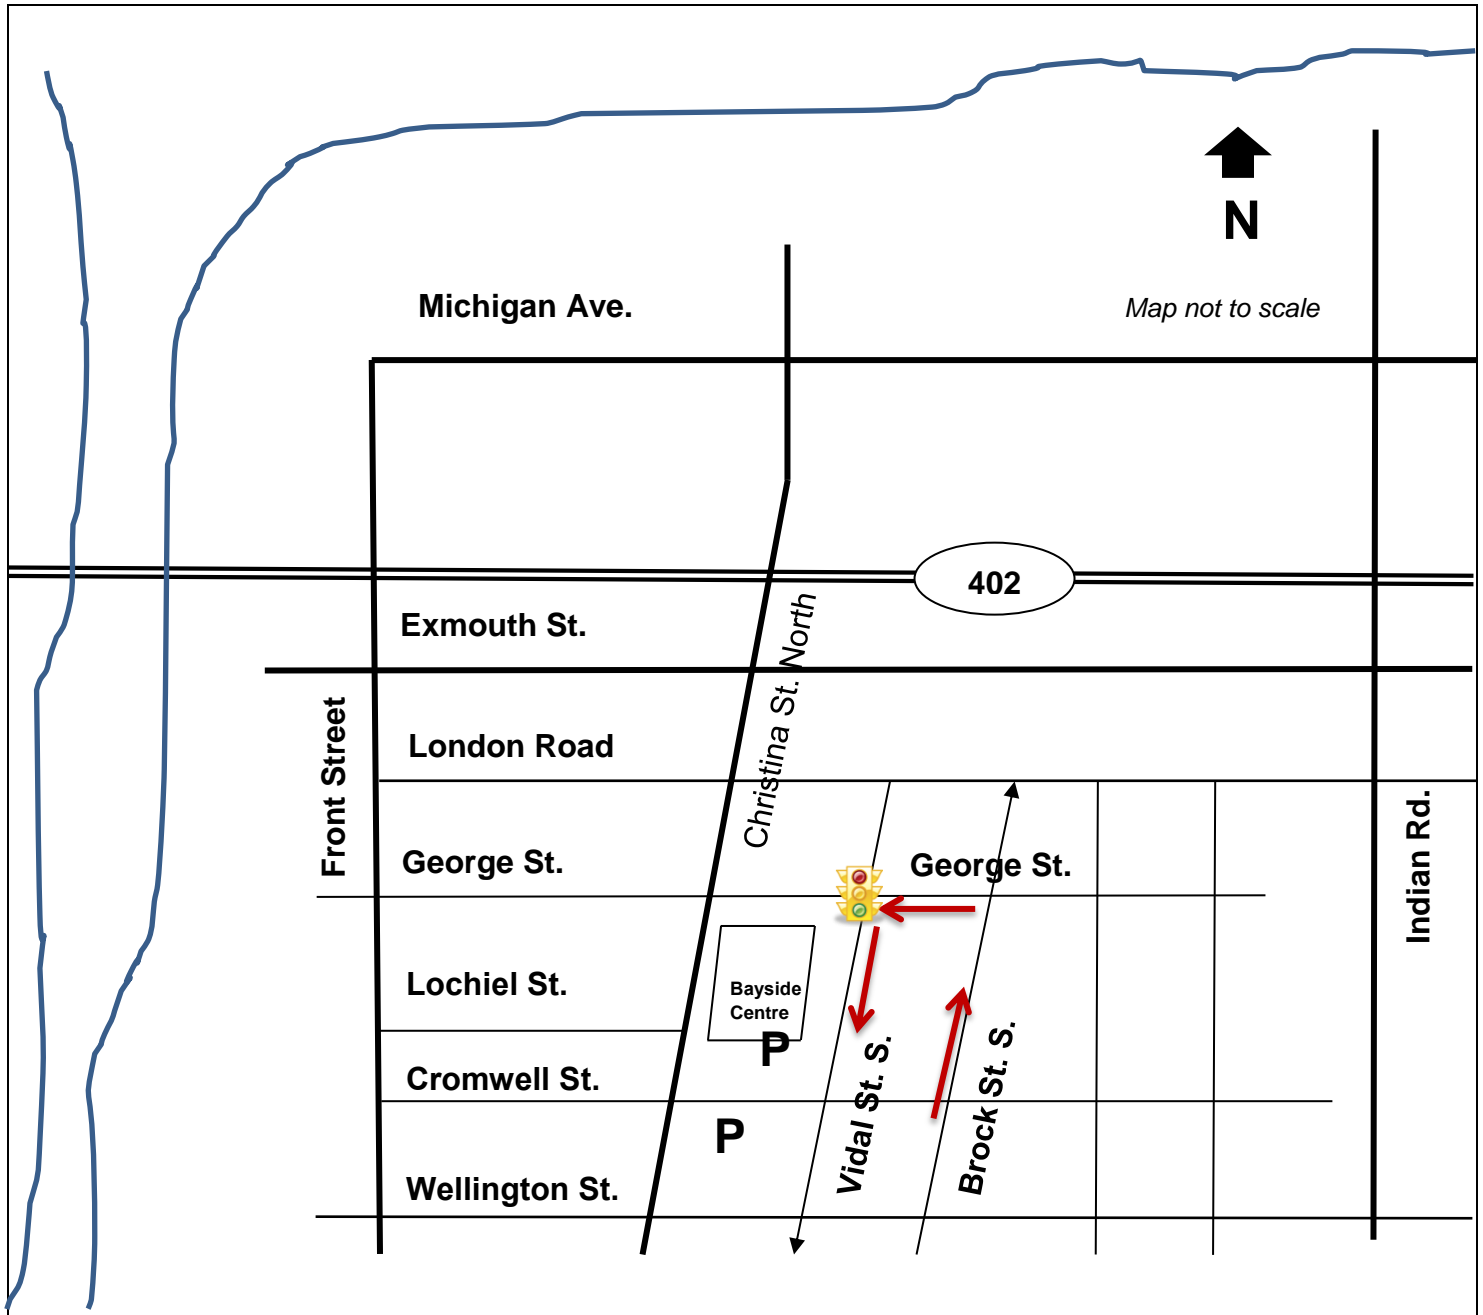 N
Michigan Ave.
Map not to scale
402
Exmouth St.
Christina St. North
Front Street
London Road
Indian Rd.
George St.
George St.
Lochiel St.
Bayside
Centre
P
Vidal St. S.
Brock St. S.
Cromwell St.
P
Wellington St.